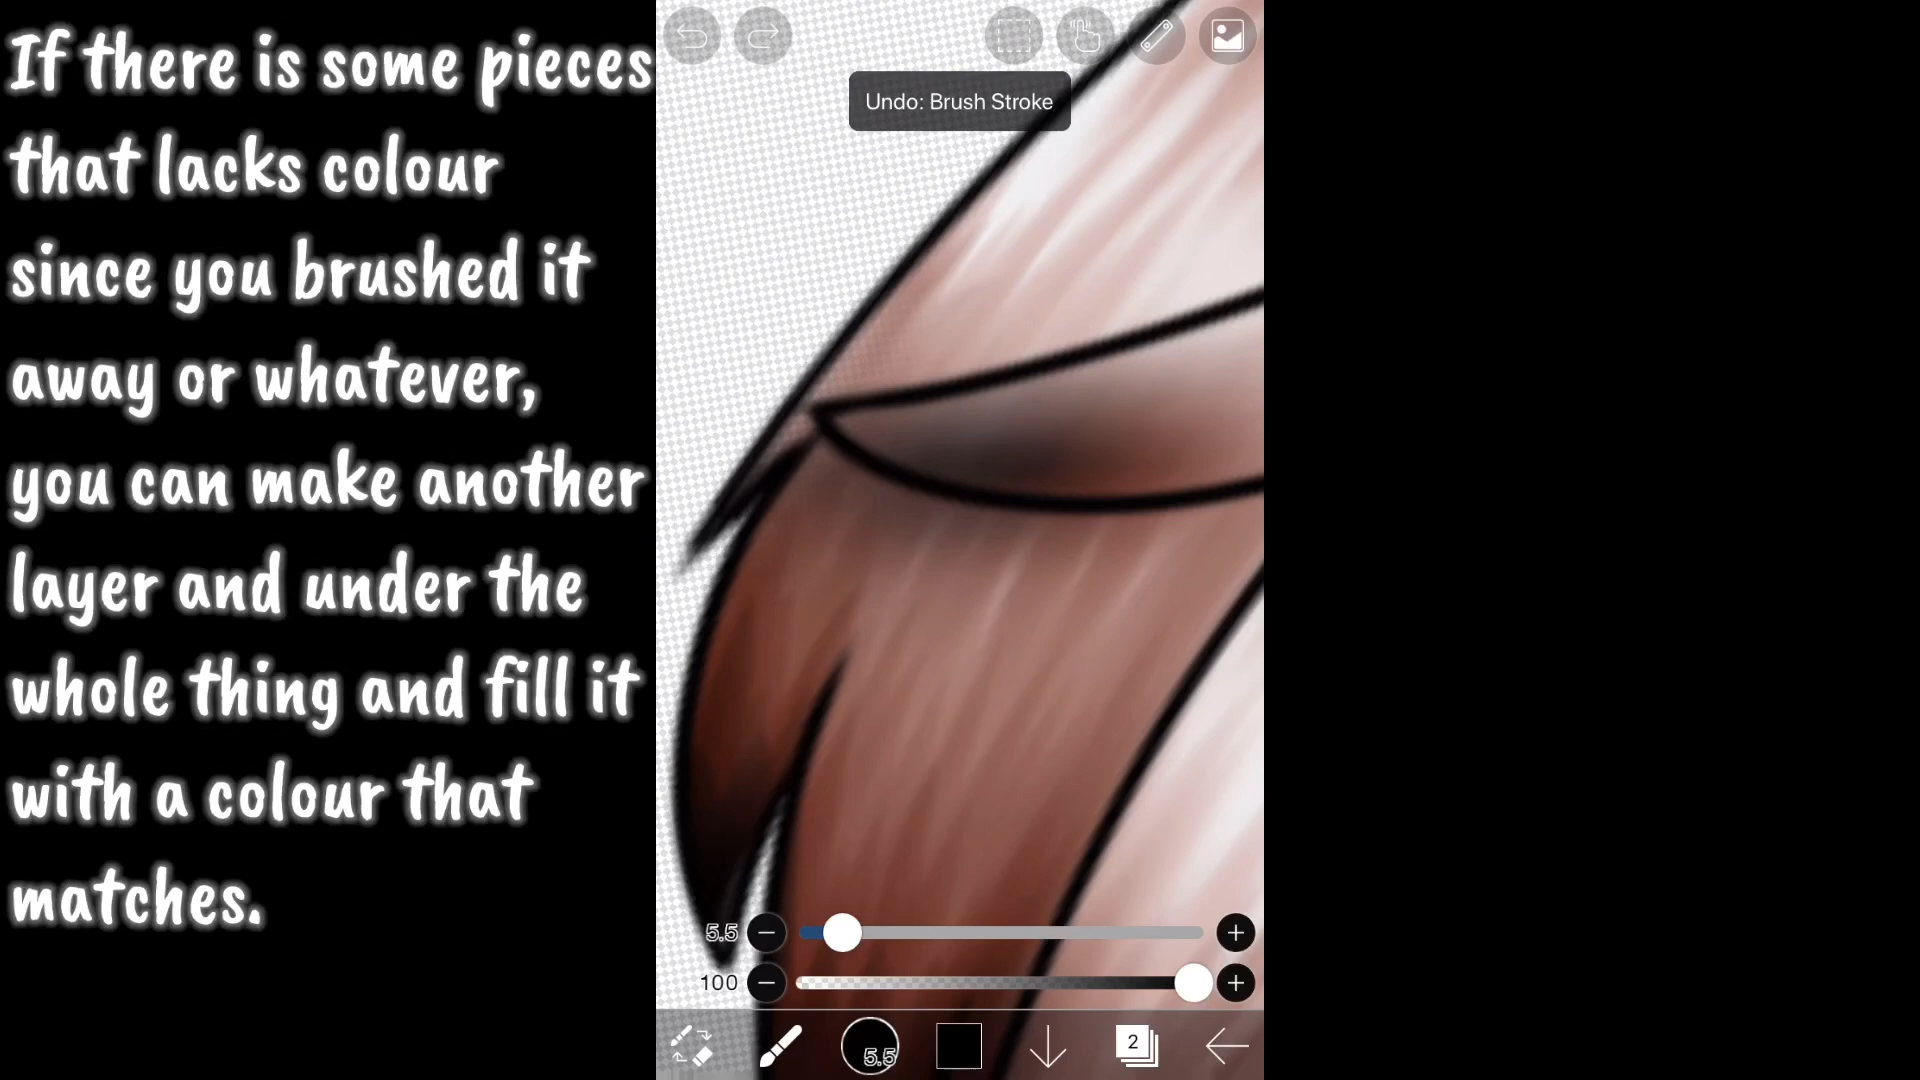 If there is some pieces
that lacks colour
since you brushed it
away or whatever,
you can make another
layer and under the
whole thing and fill it
with a colour that
matches.
Undo: Brush Stroke
5.5
100
5.5
2